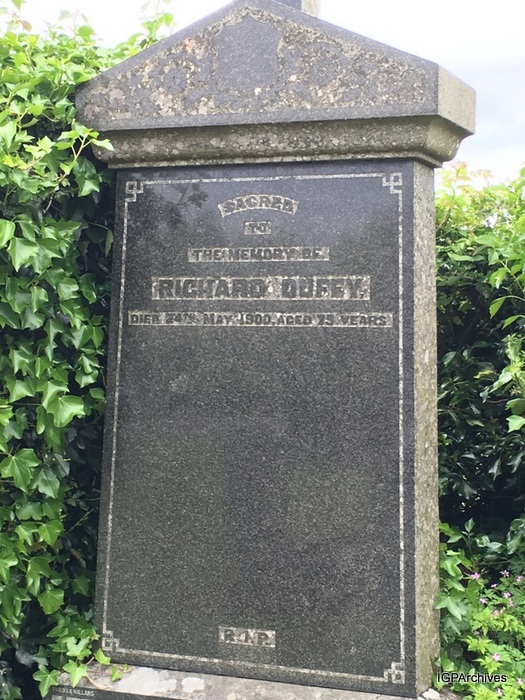 SACRED
TO
THE MEMORY OF
RICHARD DUFFY.
DIED 24TH MAY 1900, AGED 75 YEARS
R.I.P.
IGPArchives